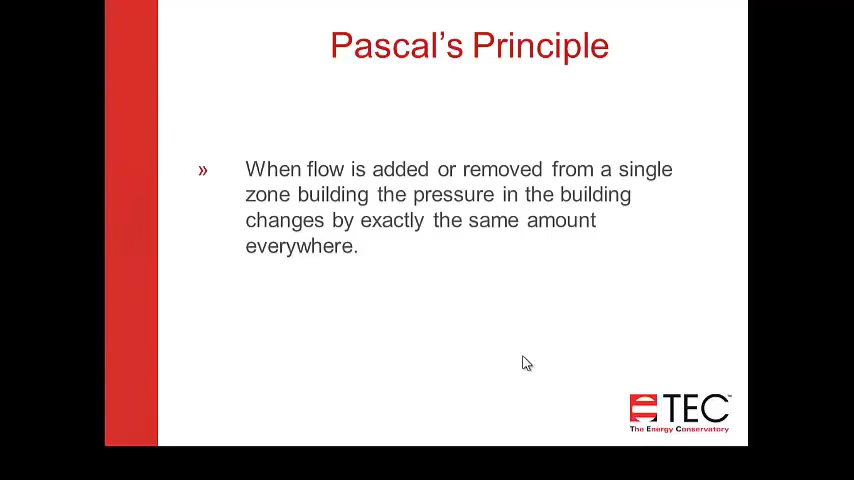 Pascal's Principle
» When flow is added or removed from a single
zone building the pressure in the building
changes by exactly the same amount
everywhere.
TEC™
The Energy Conservatory